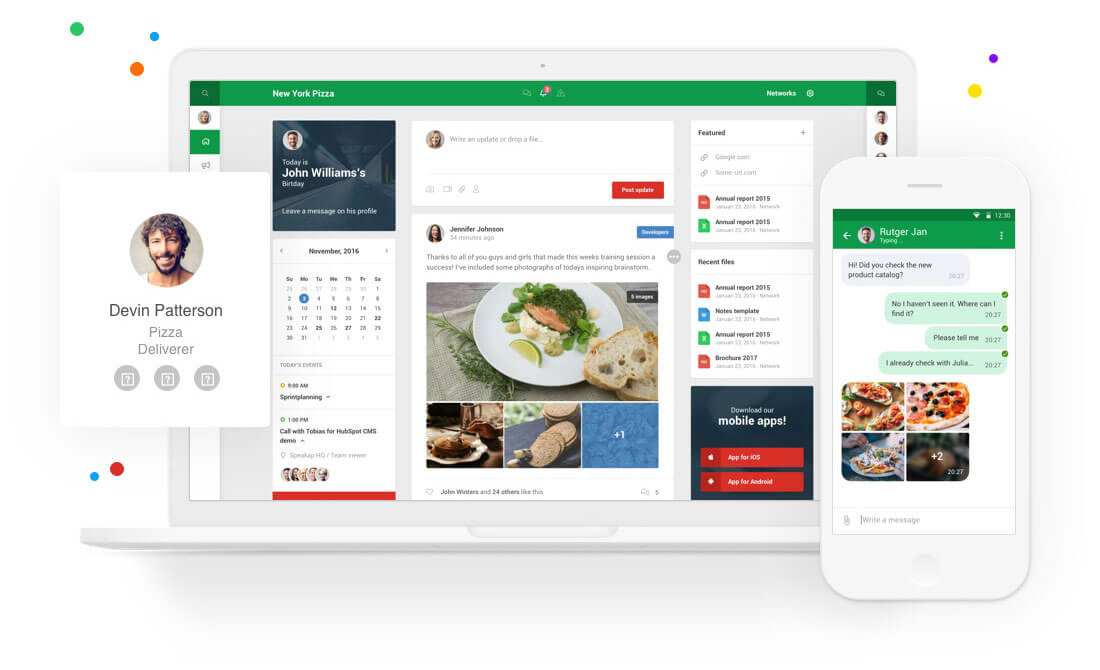 New York Pizza
3
Networks
Today is
John Williams's
Birtday
Leave a message on his profile
November, 2016
Su Mo Tu We Th Fr Sa
25 26 27 28 29 30 1
2 3 4 5 6 7 8
9 10 11 12 13 14 15
16 17 18 19 20 21 22
23 24 25 26 27 28 29
30 31 1 2 3 4 5
TODAY'S EVENTS
9:00 AM
Sprintplanning
1:00 PM
Call with Tobias for HubSpot CMS
demo
Speakap HQ / Team viewer
Write an update or drop a file...
Post update
Jennifer Johnson
34 minutes ago
Developers
Thanks to all of you guys and girls that made this weeks training session a
success! I've included some photographs of todays inspiring brainstorm.
5 images
+1
John Winters and 24 others like this
5
Featured
Google.com
Some-url.com
Annual report 2015
Januari 23, 2016 · Network
Annual report 2015
Januari 23, 2016 · Network
Recent files
Annual report 2015
Januari 23, 2016 · Network
Notes template
Januari 23, 2016 · Network
Annual report 2015
Januari 23, 2016 · Network
Brochure 2017
Januari 23, 2016 · Network
Download our
mobile apps!
App for iOS
App for Android
Devin Patterson
Pizza
Deliverer
? ? ?
12:30
Rutger Jan
Typing ...
Hi! Did you check the new
product catalog?
20:27
No I haven't seen it. Where can I
find it?
20:27
Please tell me 20:27
I already check with Julia... 20:27
+2
20:27
Write a message